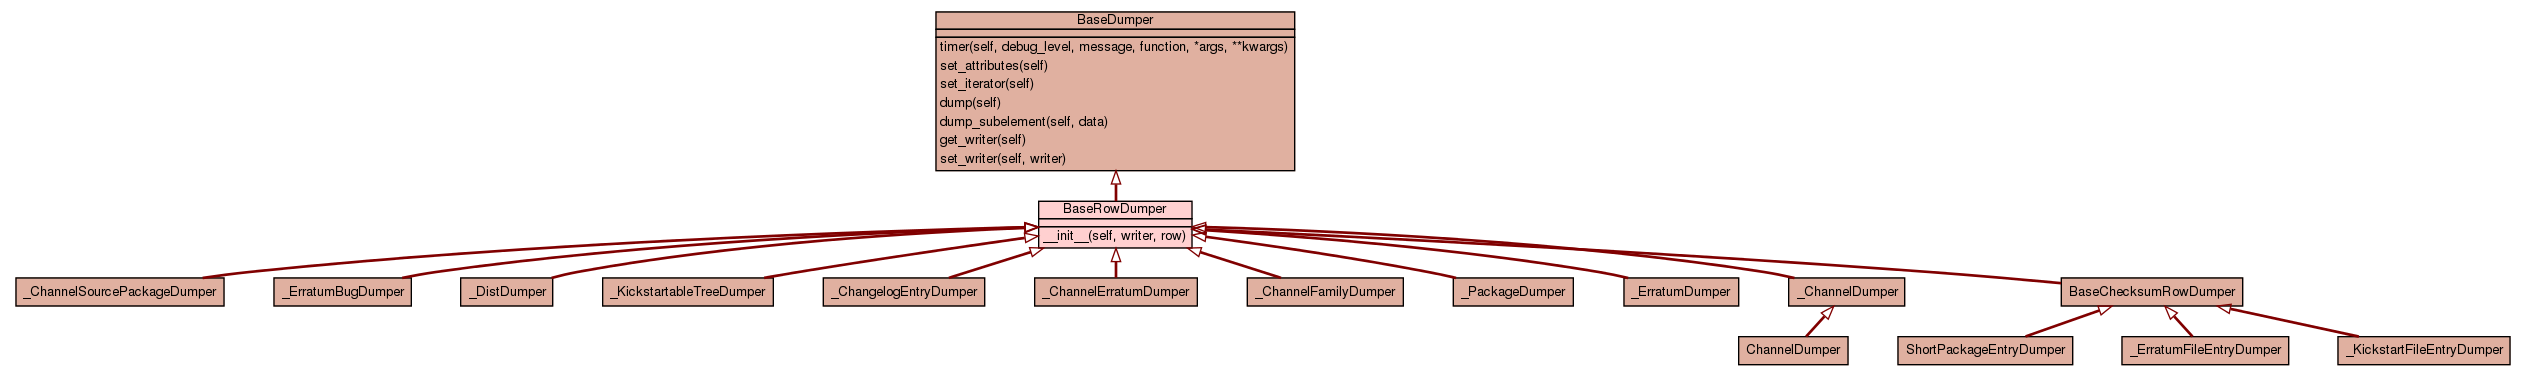 BaseDumper
timer(self, debug_level, message, function, *args, **kwargs)
set_attributes(self)
set_iterator(self)
dump(self)
dump_subelement(self, data)
get_writer(self)
set_writer(self, writer)
BaseRowDumper
__init__(self, writer, row)
_ChannelSourcePackageDumper
_ErratumBugDumper
_DistDumper
_KickstartableTreeDumper
_ChangelogEntryDumper
_ChannelErratumDumper
_ChannelFamilyDumper
_PackageDumper
_ErratumDumper
_ChannelDumper
BaseChecksumRowDumper
ChannelDumper
ShortPackageEntryDumper
_ErratumFileEntryDumper
_KickstartFileEntryDumper